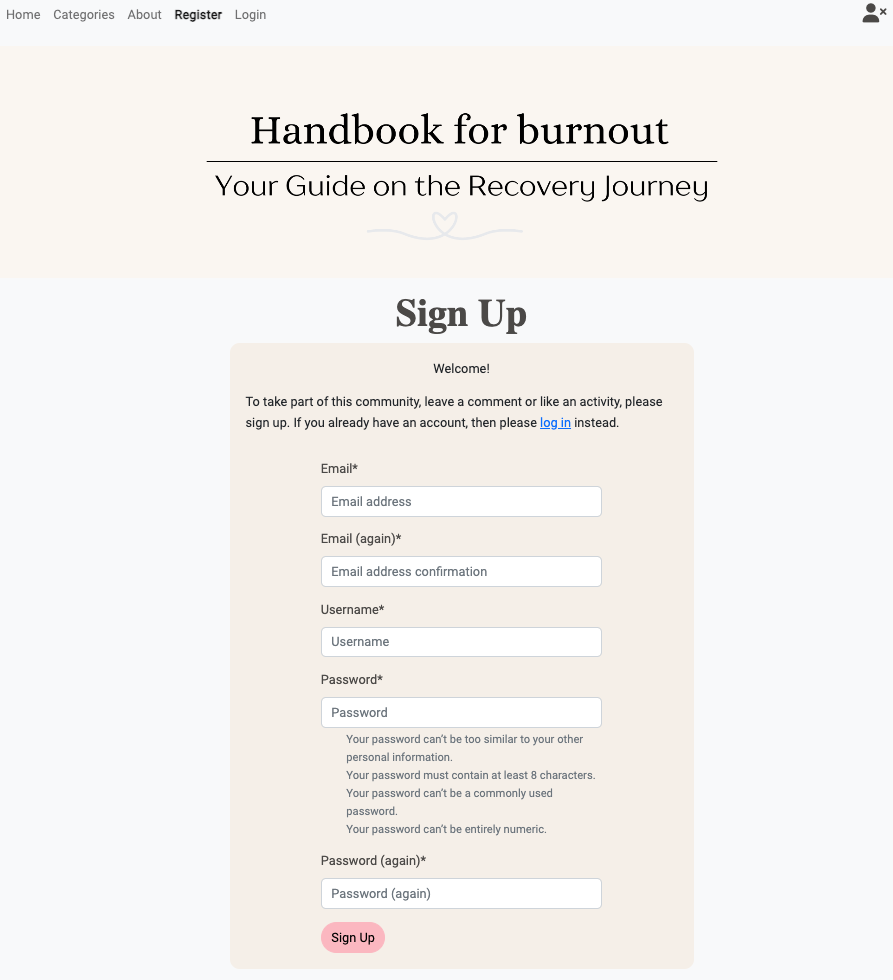 Home Categories About Register Login
Handbook for burnout
Your Guide on the Recovery Journey
Sign Up
Welcome!
To take part of this community, leave a comment or like an activity, please
sign up. If you already have an account, then please log in instead.
Email*
Email address
Email (again)*
Email address confirmation
Username*
Username
Password*
Password
Your password can’t be too similar to your other
personal information.
Your password must contain at least 8 characters.
Your password can’t be a commonly used
password.
Your password can’t be entirely numeric.
Password (again)*
Password (again)
Sign Up